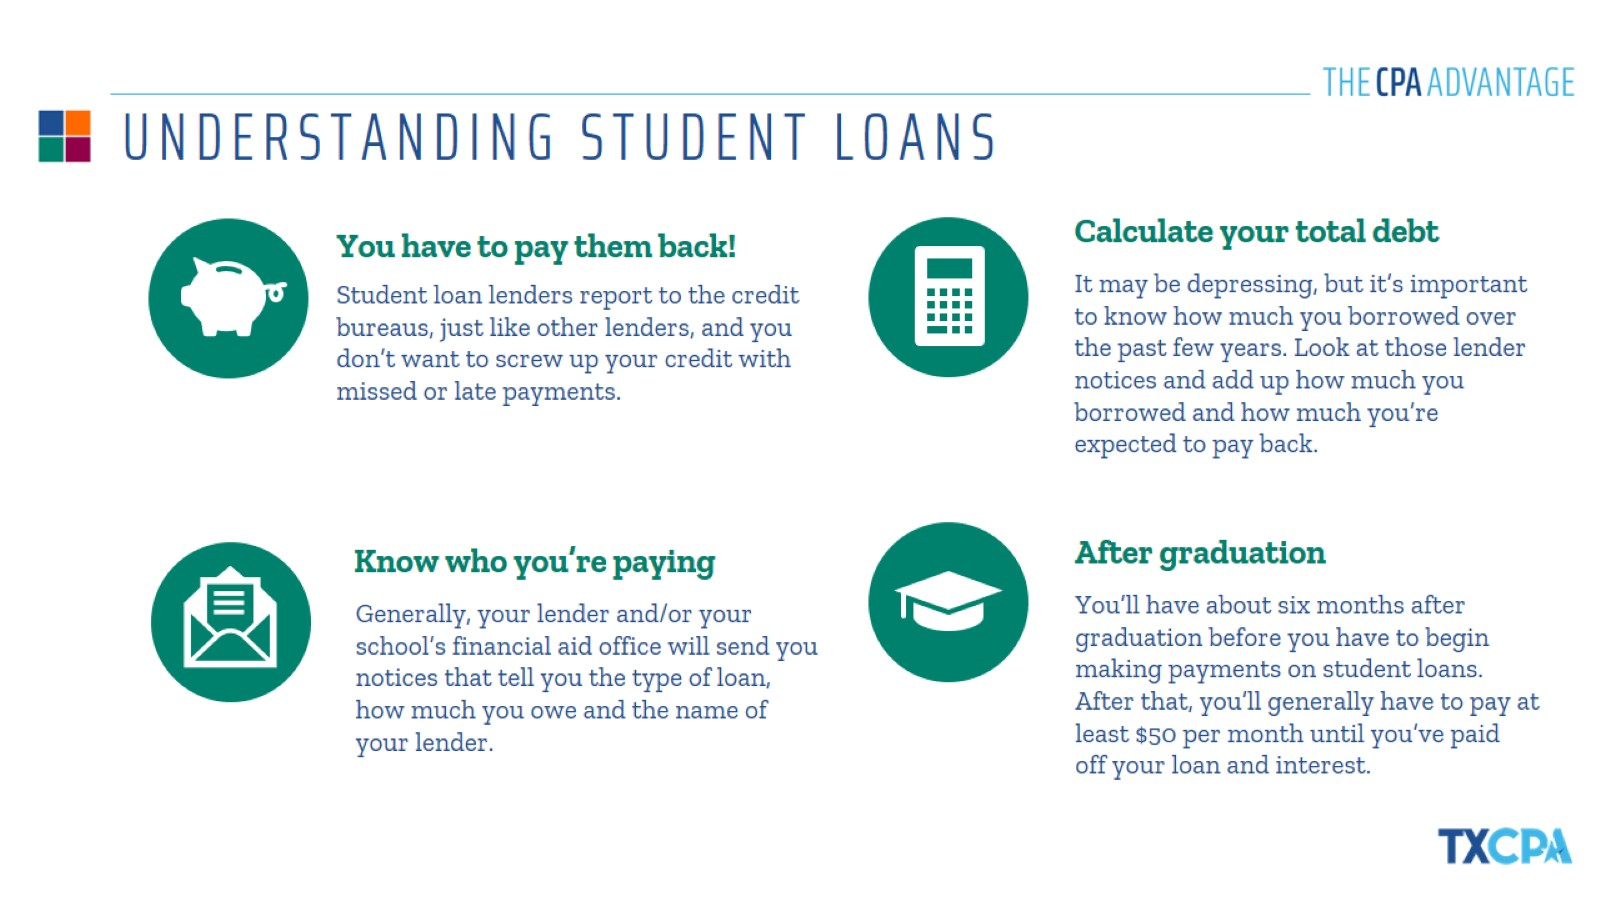 THE CPA ADVANTAGE
UNDERSTANDING STUDENT LOANS
You have to pay them back!
Student loan lenders report to the credit
bureaus, just like other lenders, and you
don’t want to screw up your credit with
missed or late payments.
Calculate your total debt
It may be depressing, but it’s important
to know how much you borrowed over
the past few years. Look at those lender
notices and add up how much you
borrowed and how much you’re
expected to pay back.
Know who you’re paying
Generally, your lender and/or your
school’s financial aid office will send you
notices that tell you the type of loan,
how much you owe and the name of
your lender.
After graduation
You’ll have about six months after
graduation before you have to begin
making payments on student loans.
After that, you’ll generally have to pay at
least $50 per month until you’ve paid
off your loan and interest.
TXCPA